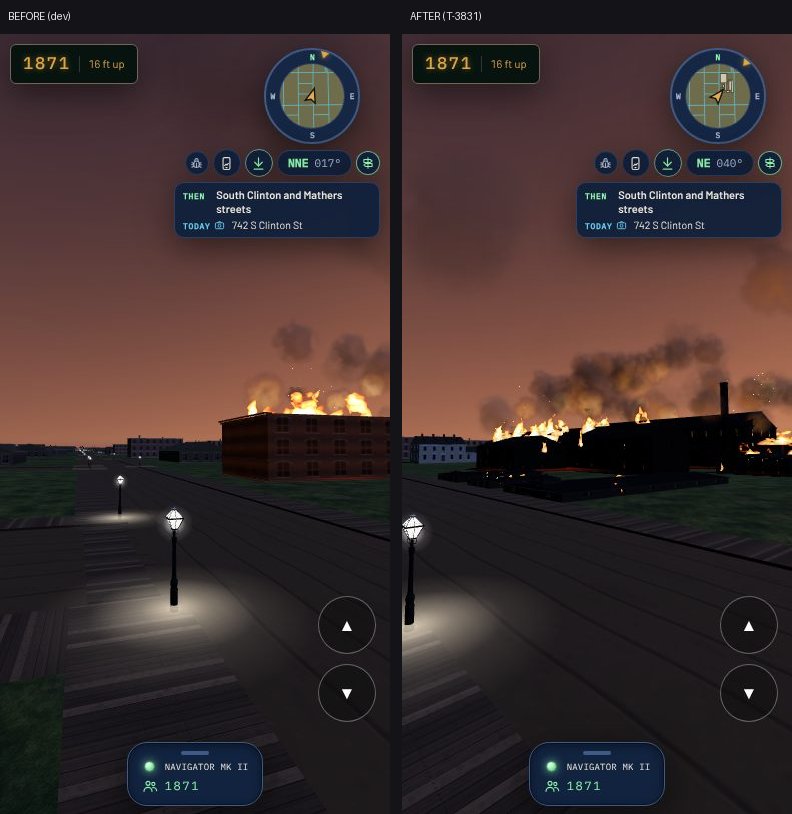 BEFORE (dev)
1871
16 ft up
N
W
E
S
NNE 017°
THEN South Clinton and Mathers
streets
TODAY 742 S Clinton St
▲
▼
NAVIGATOR MK II
1871
AFTER (T-3831)
1871
16 ft up
N
W
E
S
NE 040°
THEN South Clinton and Mathers
streets
TODAY 742 S Clinton St
▲
▼
NAVIGATOR MK II
1871